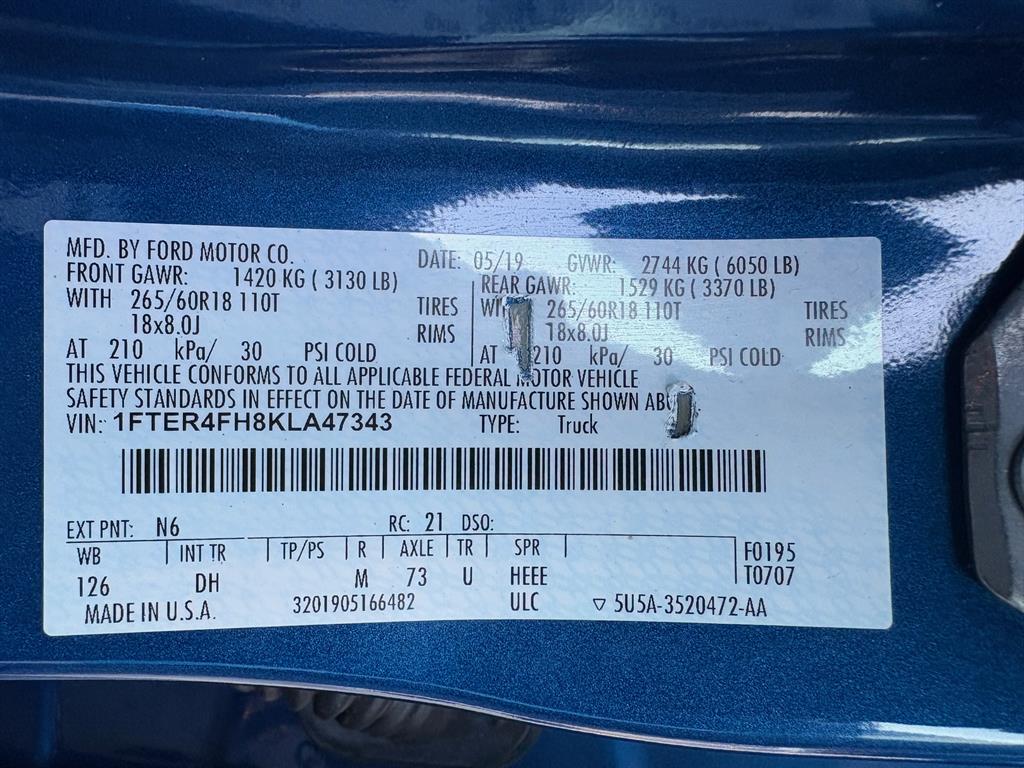 MFD. BY FORD MOTOR CO. DATE: 05/19 GVWR: 2744 KG ( 6050 LB)
FRONT GAWR: 1420 KG ( 3130 LB) REAR GAWR: 1529 KG ( 3370 LB)
WITH 265/60R18 110T TIRES 265/60R18 110T TIRES
18x8.0J RIMS 18x8.0J RIMS
AT 210 kPa/ 30 PSI COLD AT 210 kPa/ 30 PSI COLD
THIS VEHICLE CONFORMS TO ALL APPLICABLE FEDERAL MOTOR VEHICLE
SAFETY STANDARDS IN EFFECT ON THE DATE OF MANUFACTURE SHOWN
VIN: 1FTER4FH8KLA47343 TYPE: Truck
EXT PNT: N6 RC: 21 DSO:
WB INT TR TP/PS R AXLE TR SPR F0195
126 DH M 73 U HEEE T0707
MADE IN U.S.A. 3201905166482 ULC ▽ 5U5A-3520472-AA